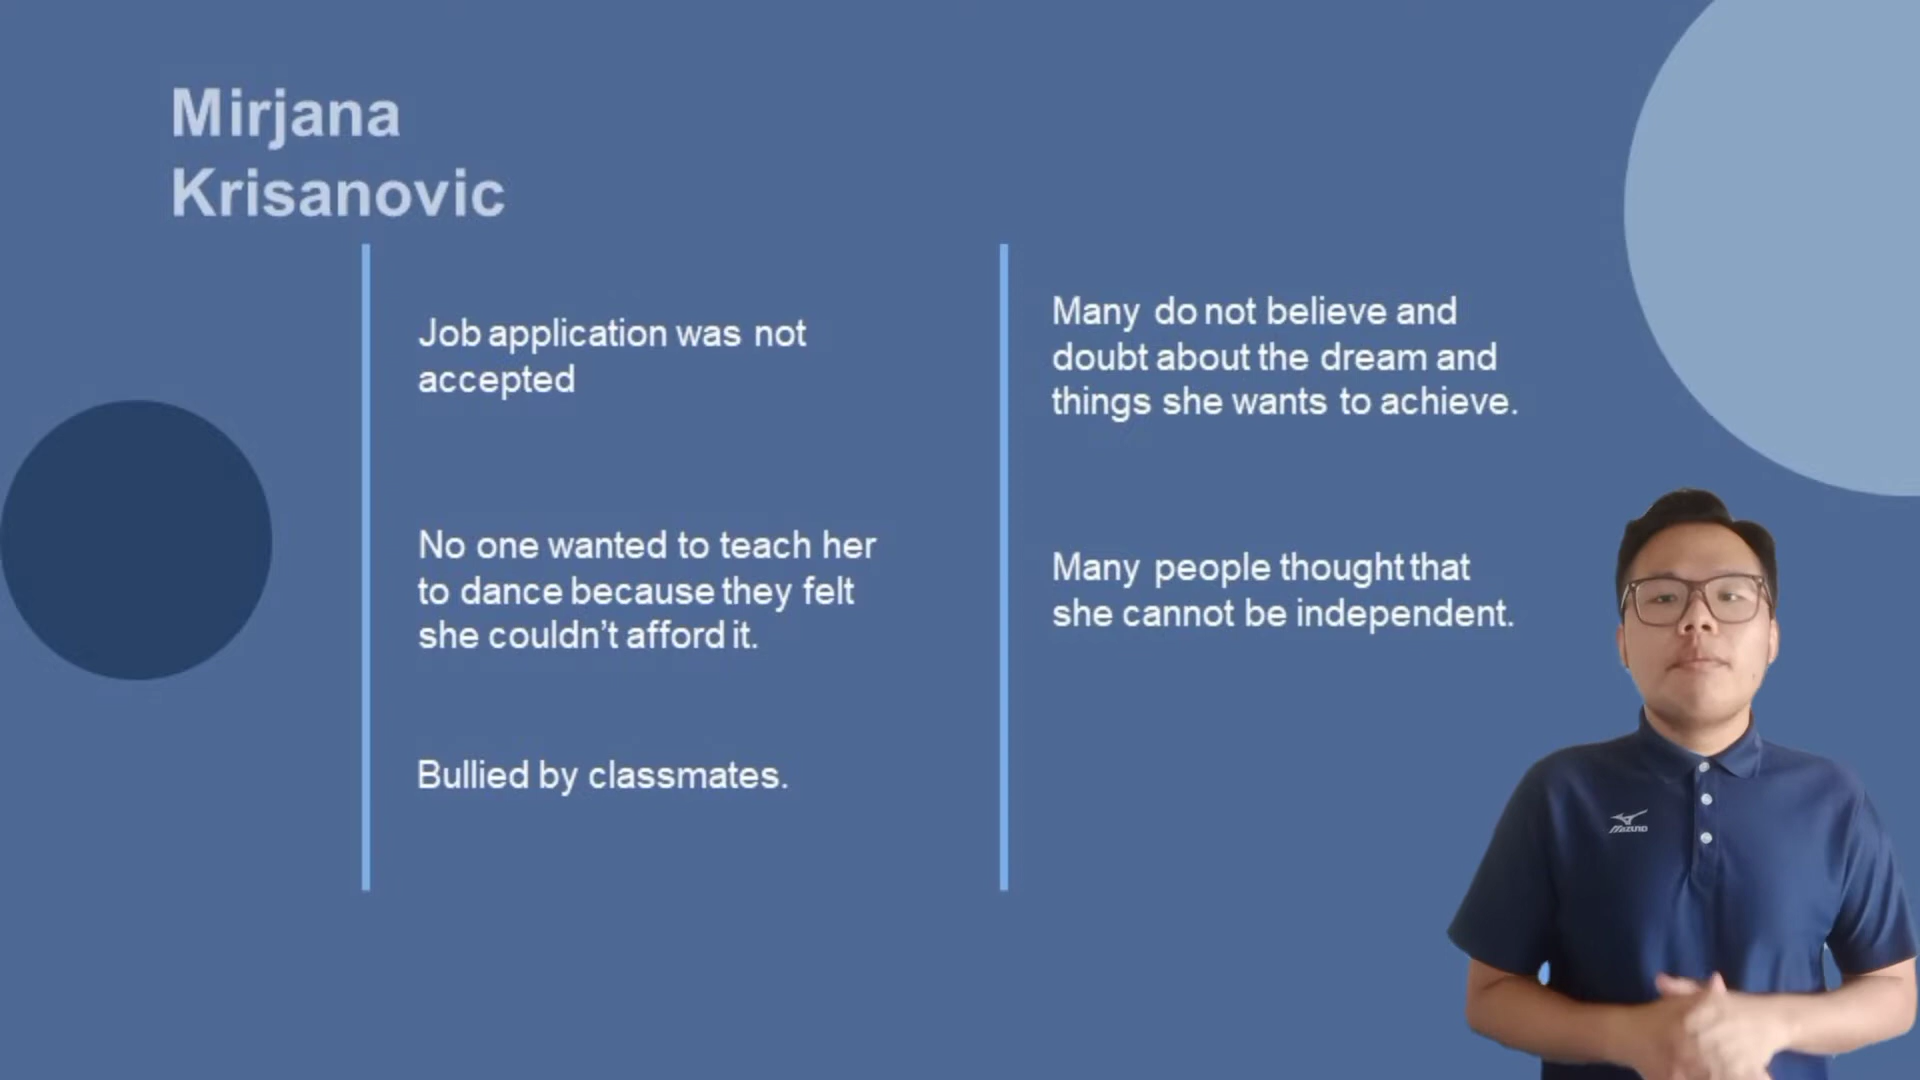 Mirjana
Krisanovic
Job application was not
accepted
No one wanted to teach her
to dance because they felt
she couldn’t afford it.
Bullied by classmates.
Many do not believe and
doubt about the dream and
things she wants to achieve.
Many people thought that
she cannot be independent.
MIZUNO